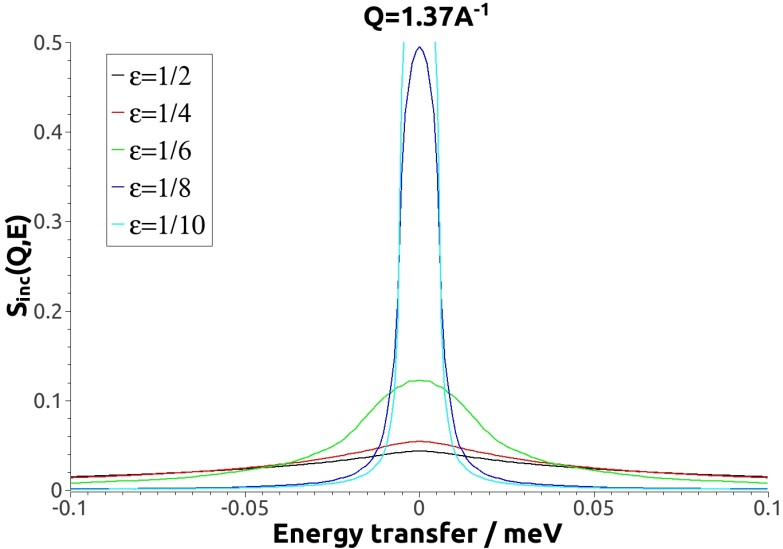 Q=1.37A⁻¹
0.5
ε=1/2
ε=1/4
ε=1/6
ε=1/8
ε=1/10
0.4
0.3
0.2
0.1
0
S_inc(Q,E)
-0.1
-0.05
0
0.05
0.1
Energy transfer / meV